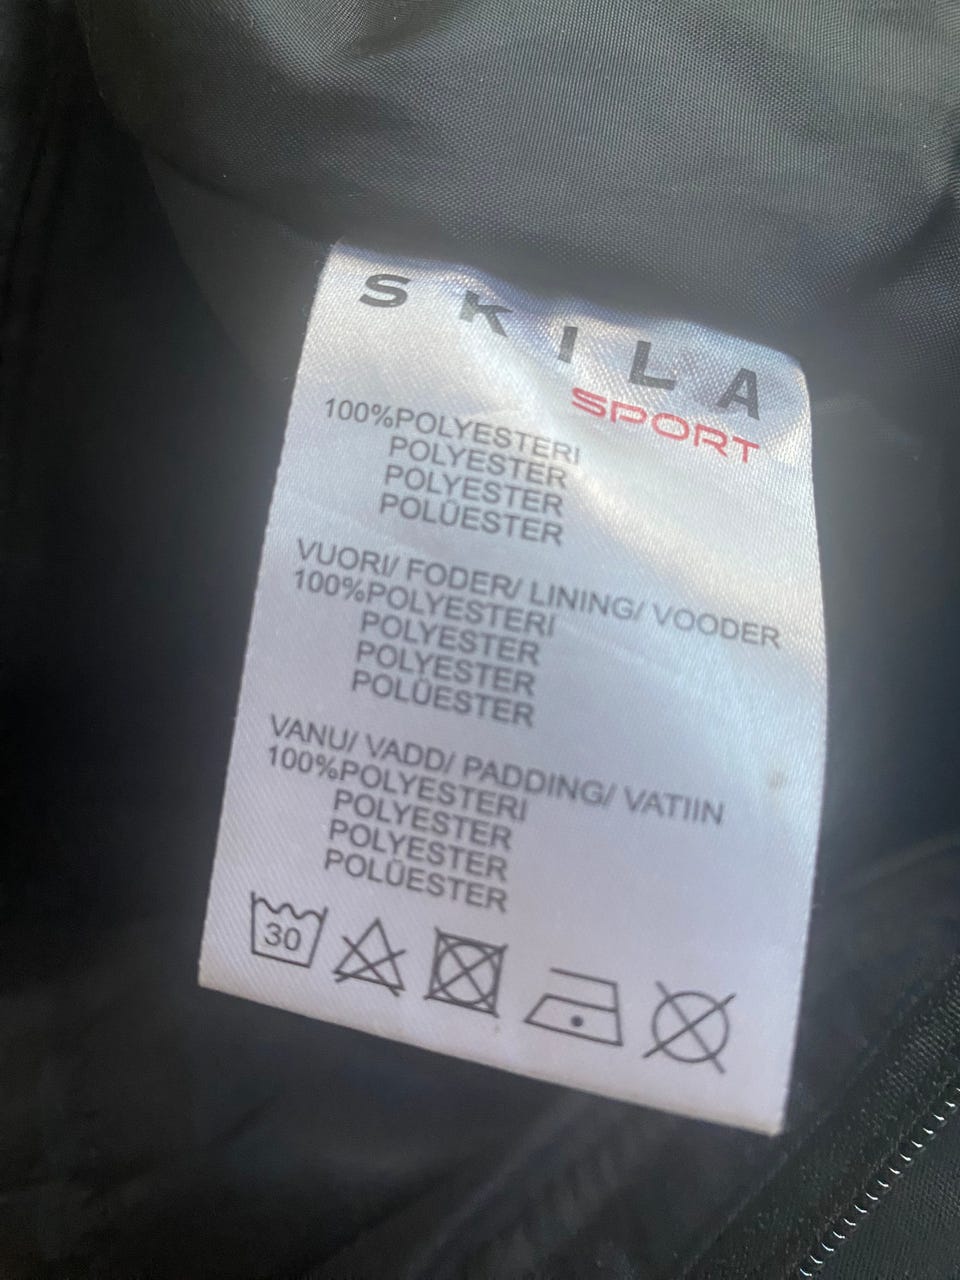 SKILA
SPORT
100%POLYESTERI
POLYESTER
POLYESTER
POLÜESTER
VUORI/ FODER/ LINING/ VOODER
100%POLYESTERI
POLYESTER
POLYESTER
POLÜESTER
VANU/ VADD/ PADDING/ VATIIN
100%POLYESTERI
POLYESTER
POLYESTER
POLÜESTER
30